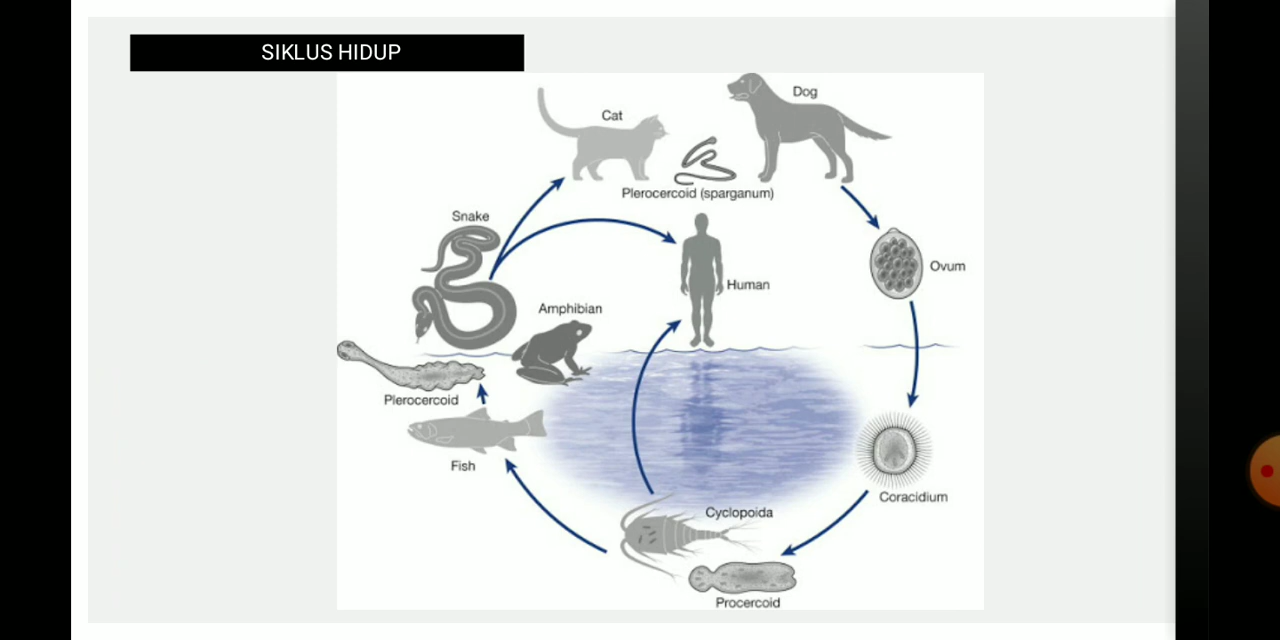 SIKLUS HIDUP
Dog
Cat
Plerocercoid (sparganum)
Snake
Ovum
Human
Amphibian
Plerocercoid
Fish
Coracidium
Cyclopoida
Procercoid